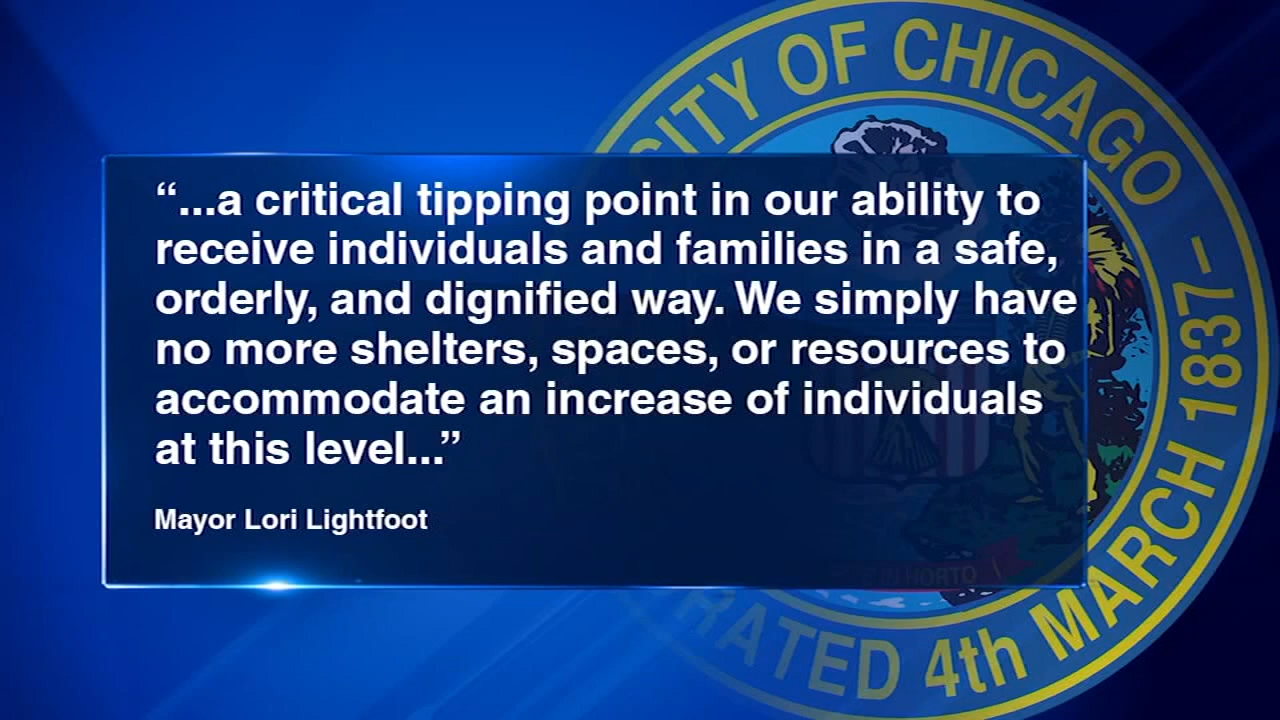 CITY OF CHICAGO
"...a critical tipping point in our ability to
receive individuals and families in a safe,
orderly, and dignified way. We simply have
no more shelters, spaces, or resources to
accommodate an increase of individuals
at this level..."
Mayor Lori Lightfoot
IN HORTO
RATED 4th MARCH 1837-